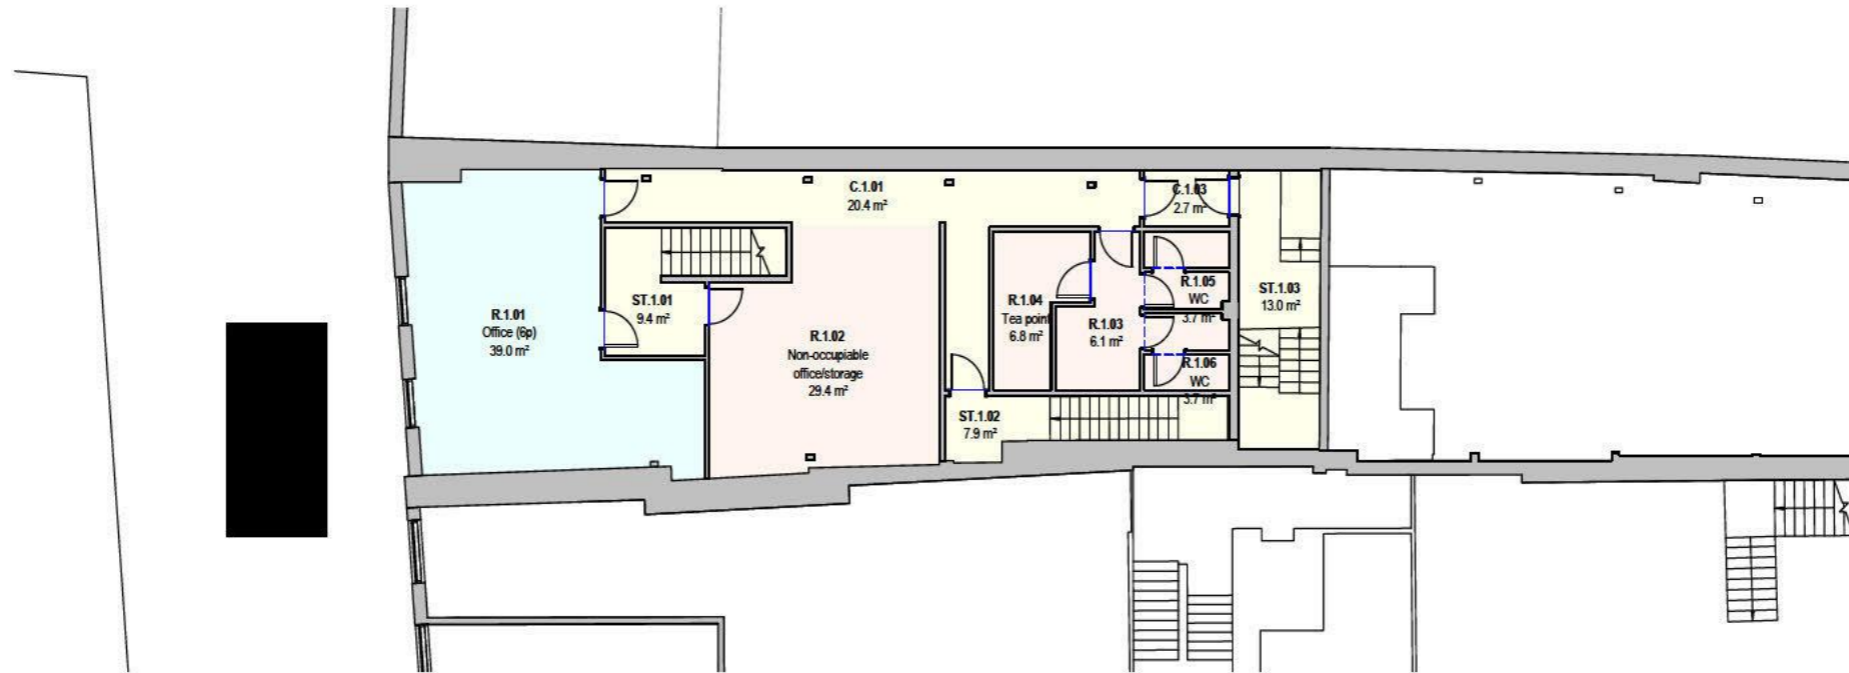 C.1.01
20.4 m²
C.1.03
2.7 m²
R.1.01
Office (6p)
39.0 m²
ST.1.01
9.4 m²
R.1.02
Non-occupiable
office/storage
29.4 m²
R.1.04
Tea point
6.8 m²
R.1.03
6.1 m²
R.1.05
WC
3.7 m²
R.1.06
WC
3.7 m²
ST.1.03
13.0 m²
ST.1.02
7.9 m²